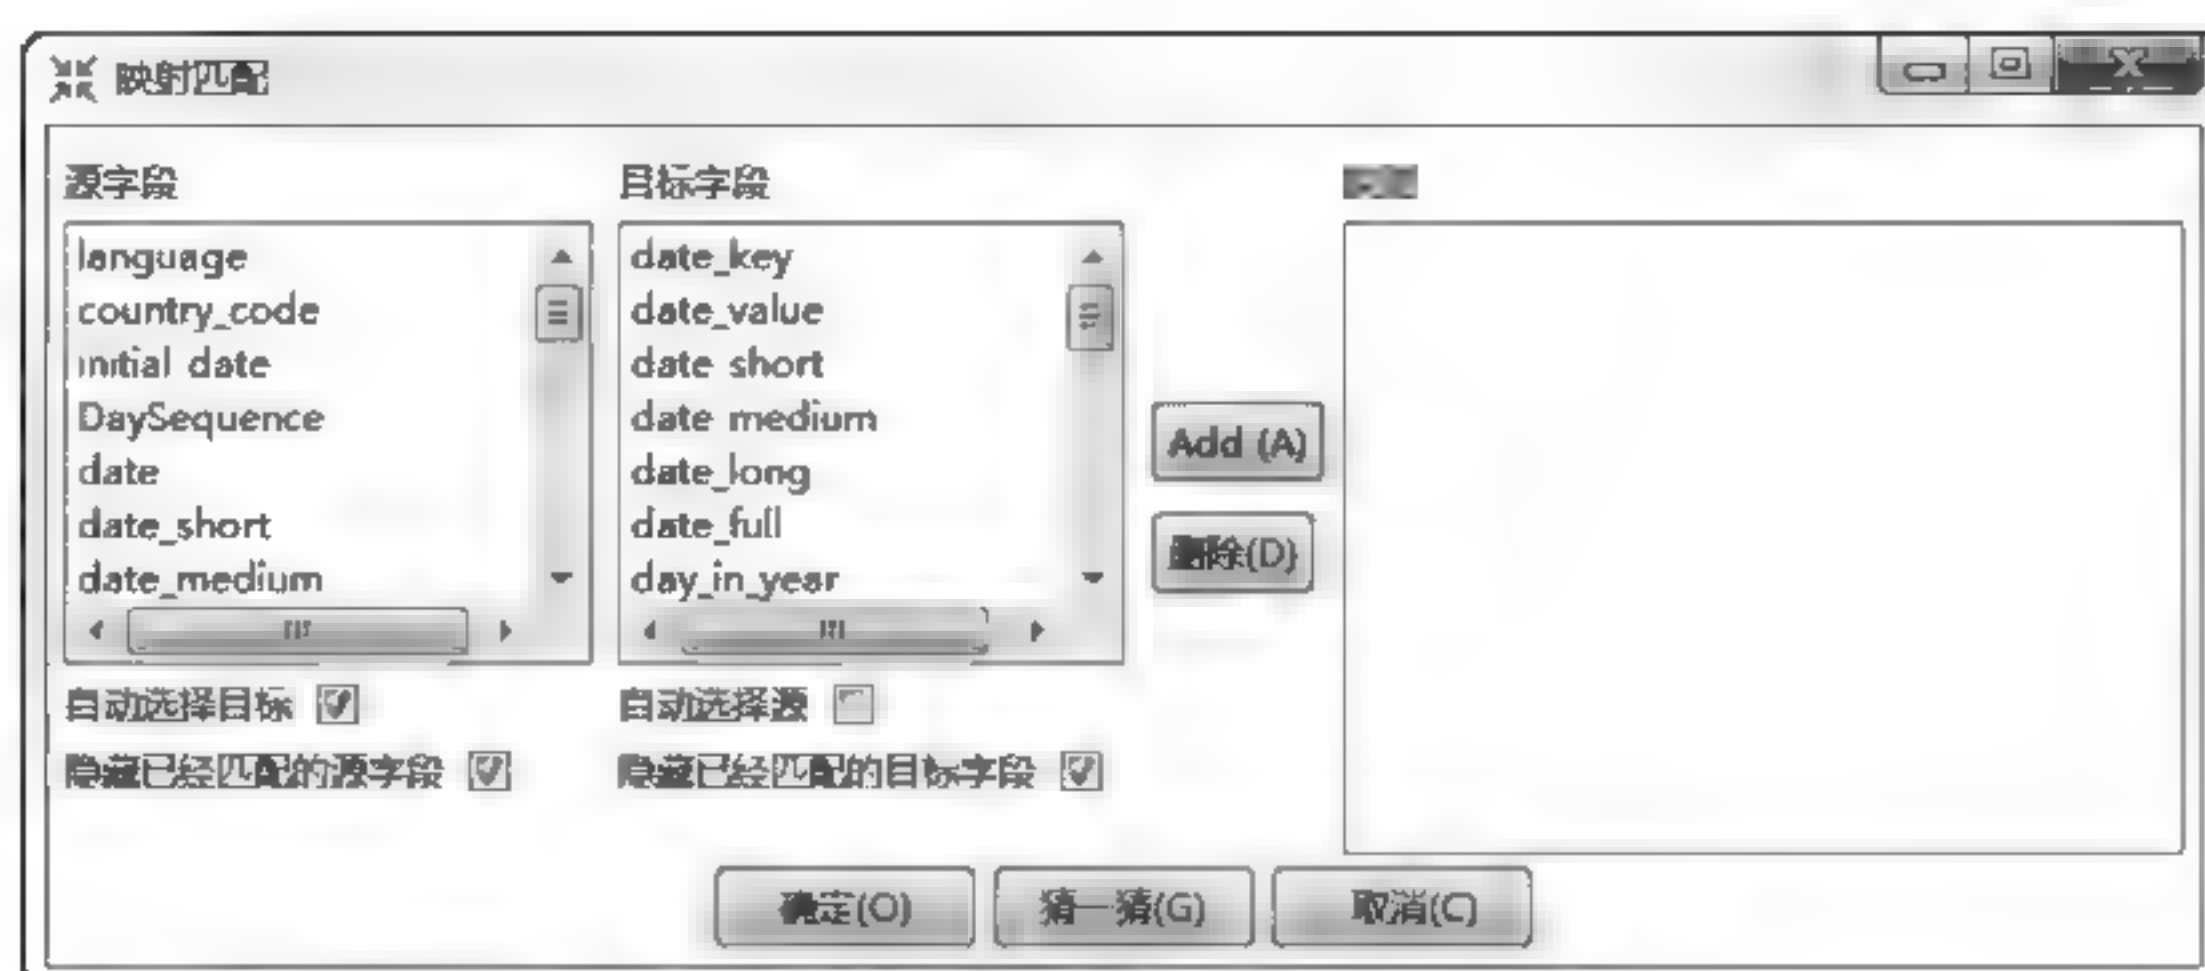 映射匹配
源字段
language
country_code
initial date
DaySequence
date
date_short
date_medium
自动选择目标
隐藏已经匹配的源字段
目标字段
date_key
date_value
date short
date medium
date_long
date_full
day_in_year
自动选择源
隐藏已经匹配的目标字段
Add (A)
删除(D)
确定(O)
猜一猜(G)
取消(C)